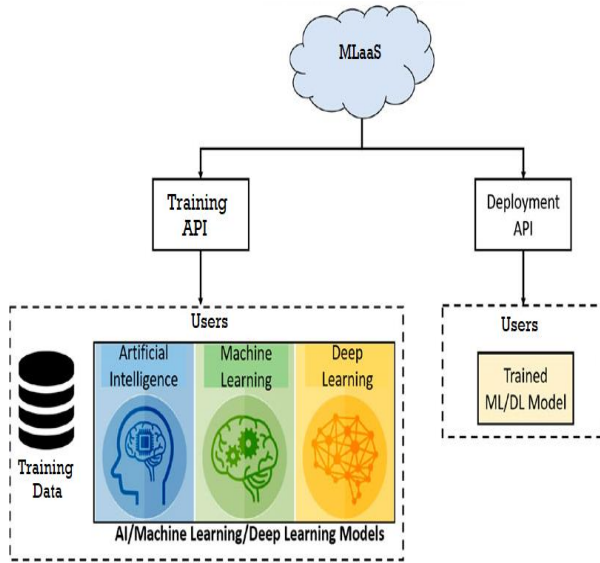 MLaaS
Training
API
Deployment
API
Users
Artificial
Intelligence
Machine
Learning
Deep
Learning
Training
Data
AI/Machine Learning/Deep Learning Models
Users
Trained
ML/DL Model